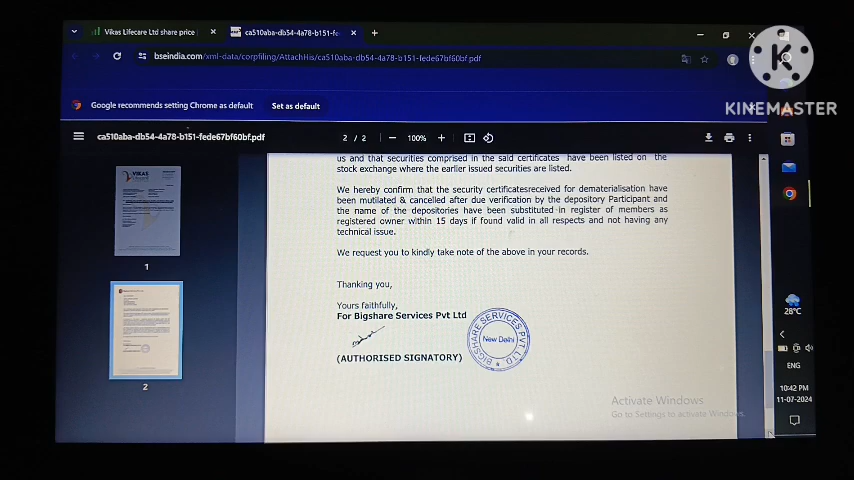 Vikas Lifecare Ltd share price
ca510aba-db54-4a78-b151-fe
bseindia.com/xml-data/corpfiling/AttachHis/ca510aba-db54-4a78-b151-fede67bf60bf.pdf
KINEMASTER
Google recommends setting Chrome as default
Set as default
ca510aba-db54-4a78-b151-fede67bf60bf.pdf
2 / 2
100%
us and that securities comprised in the said certificates have been listed on the
stock exchange where the earlier issued securities are listed.
We hereby confirm that the security certificatesreceived for dematerialisation have
been mutilated & cancelled after due verification by the depository Participant and
the name of the depositories have been substituted in register of members as
registered owner within 15 days if found valid in all respects and not having any
technical issue.
We request you to kindly take note of the above in your records.
Thanking you,
Yours faithfully,
For Bigshare Services Pvt Ltd
BIGSHARE SERVICES PVT LTD
New Delhi
(AUTHORISED SIGNATORY)
VIKAS
1
2
28°C
ENG
10:42 PM
11-07-2024
Activate Windows
Go to Settings to activate Windows.